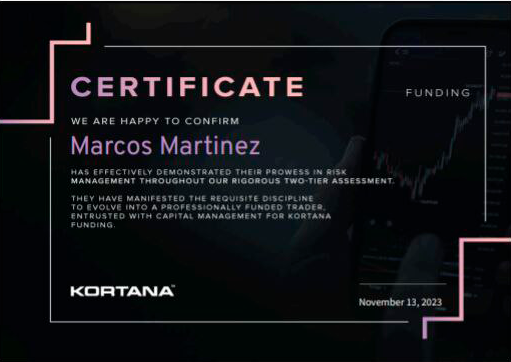 CERTIFICATE
FUNDING
WE ARE HAPPY TO CONFIRM
Marcos Martinez
HAS EFFECTIVELY DEMONSTRATED THEIR PROWESS IN RISK
MANAGEMENT THROUGHOUT OUR RIGOROUS TWO-TIER ASSESSMENT.
THEY HAVE MANIFESTED THE REQUISITE DISCIPLINE
TO EVOLVE INTO A PROFESSIONALLY FUNDED TRADER,
ENTRUSTED WITH CAPITAL MANAGEMENT FOR KORTANA
FUNDING.
KORTANA™
November 13, 2023